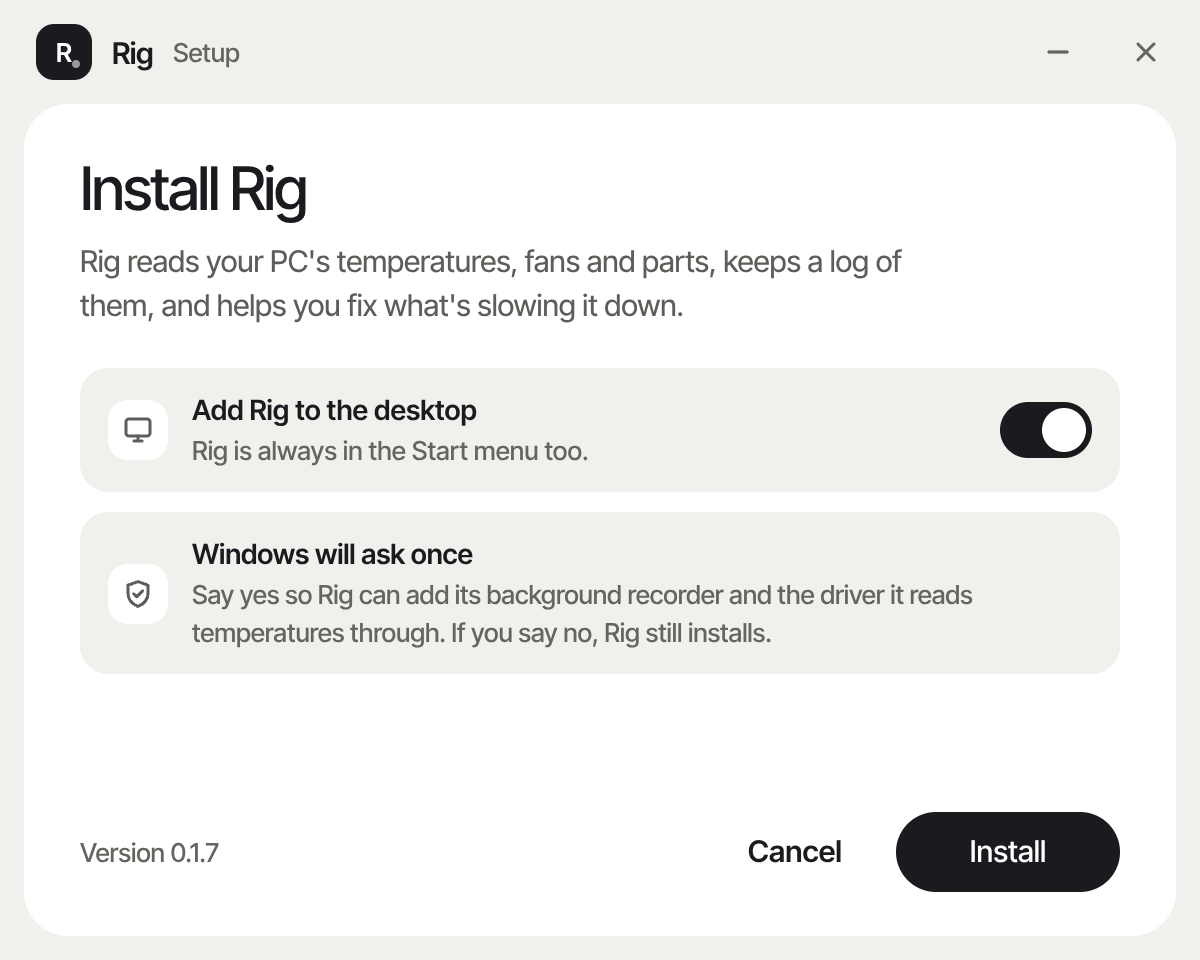 R
Rig Setup
Install Rig
Rig reads your PC's temperatures, fans and parts, keeps a log of
them, and helps you fix what's slowing it down.
Add Rig to the desktop
Rig is always in the Start menu too.
Windows will ask once
Say yes so Rig can add its background recorder and the driver it reads
temperatures through. If you say no, Rig still installs.
Version 0.1.7
Cancel
Install